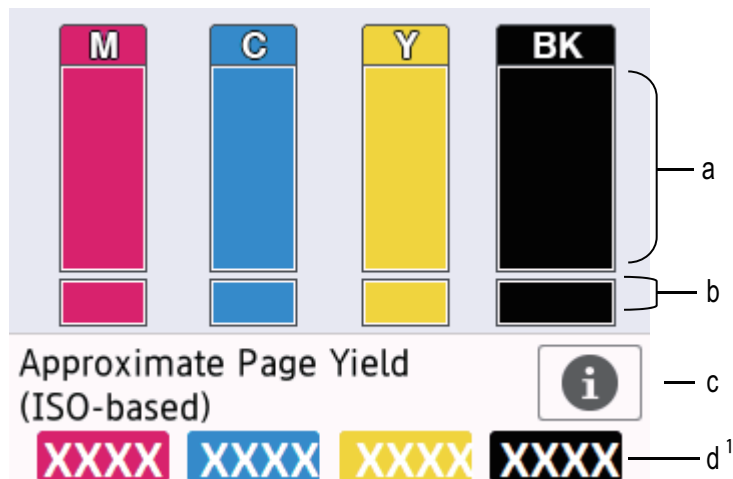 M C Y BK
a
b
Approximate Page Yield
(ISO-based)
i
c
XXXX XXXX XXXX XXXX
d 1